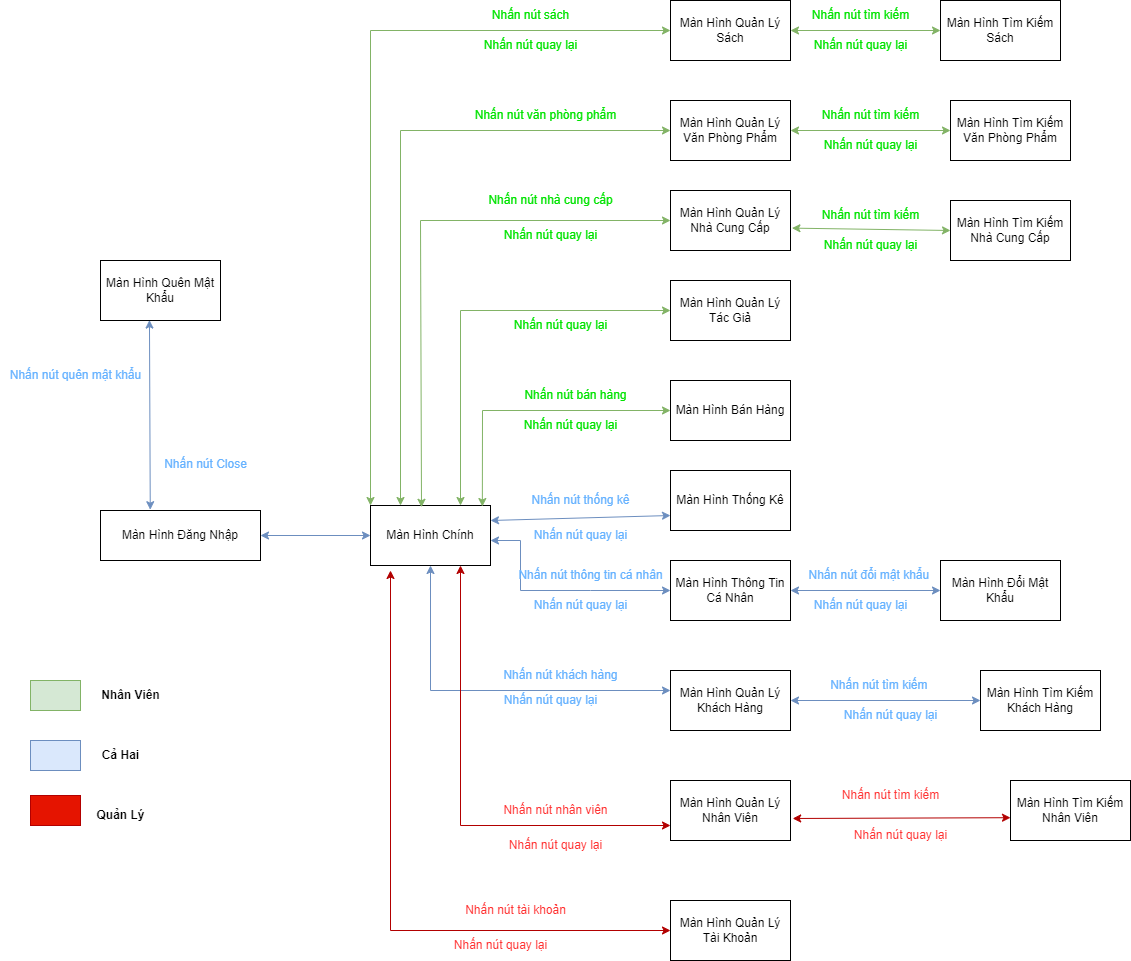 Nhấn nút sách
Nhấn nút quay lại
Màn Hình Quản Lý
Sách
Nhấn nút tìm kiếm
Nhấn nút quay lại
Màn Hình Tìm Kiếm
Sách
Nhấn nút văn phòng phẩm
Màn Hình Quản Lý
Văn Phòng Phẩm
Nhấn nút tìm kiếm
Nhấn nút quay lại
Màn Hình Tìm Kiếm
Văn Phòng Phẩm
Nhấn nút nhà cung cấp
Nhấn nút quay lại
Màn Hình Quản Lý
Nhà Cung Cấp
Nhấn nút tìm kiếm
Nhấn nút quay lại
Màn Hình Tìm Kiếm
Nhà Cung Cấp
Màn Hình Quên Mật
Khẩu
Nhấn nút quay lại
Màn Hình Quản Lý
Tác Giả
Nhấn nút quên mật khẩu
Nhấn nút bán hàng
Nhấn nút quay lại
Màn Hình Bán Hàng
Nhấn nút Close
Màn Hình Đăng Nhập
Màn Hình Chính
Nhấn nút thống kê
Nhấn nút quay lại
Màn Hình Thống Kê
Nhấn nút thông tin cá nhân
Nhấn nút quay lại
Màn Hình Thông Tin
Cá Nhân
Nhấn nút đổi mật khẩu
Nhấn nút quay lại
Màn Hình Đổi Mật
Khẩu
Nhấn nút khách hàng
Nhấn nút quay lại
Màn Hình Quản Lý
Khách Hàng
Nhấn nút tìm kiếm
Nhấn nút quay lại
Màn Hình Tìm Kiếm
Khách Hàng
Nhân Viên
Cả Hai
Quản Lý
Nhấn nút nhân viên
Nhấn nút quay lại
Màn Hình Quản Lý
Nhân Viên
Nhấn nút tìm kiếm
Nhấn nút quay lại
Màn Hình Tìm Kiếm
Nhân Viên
Nhấn nút tài khoản
Nhấn nút quay lại
Màn Hình Quản Lý
Tài Khoản